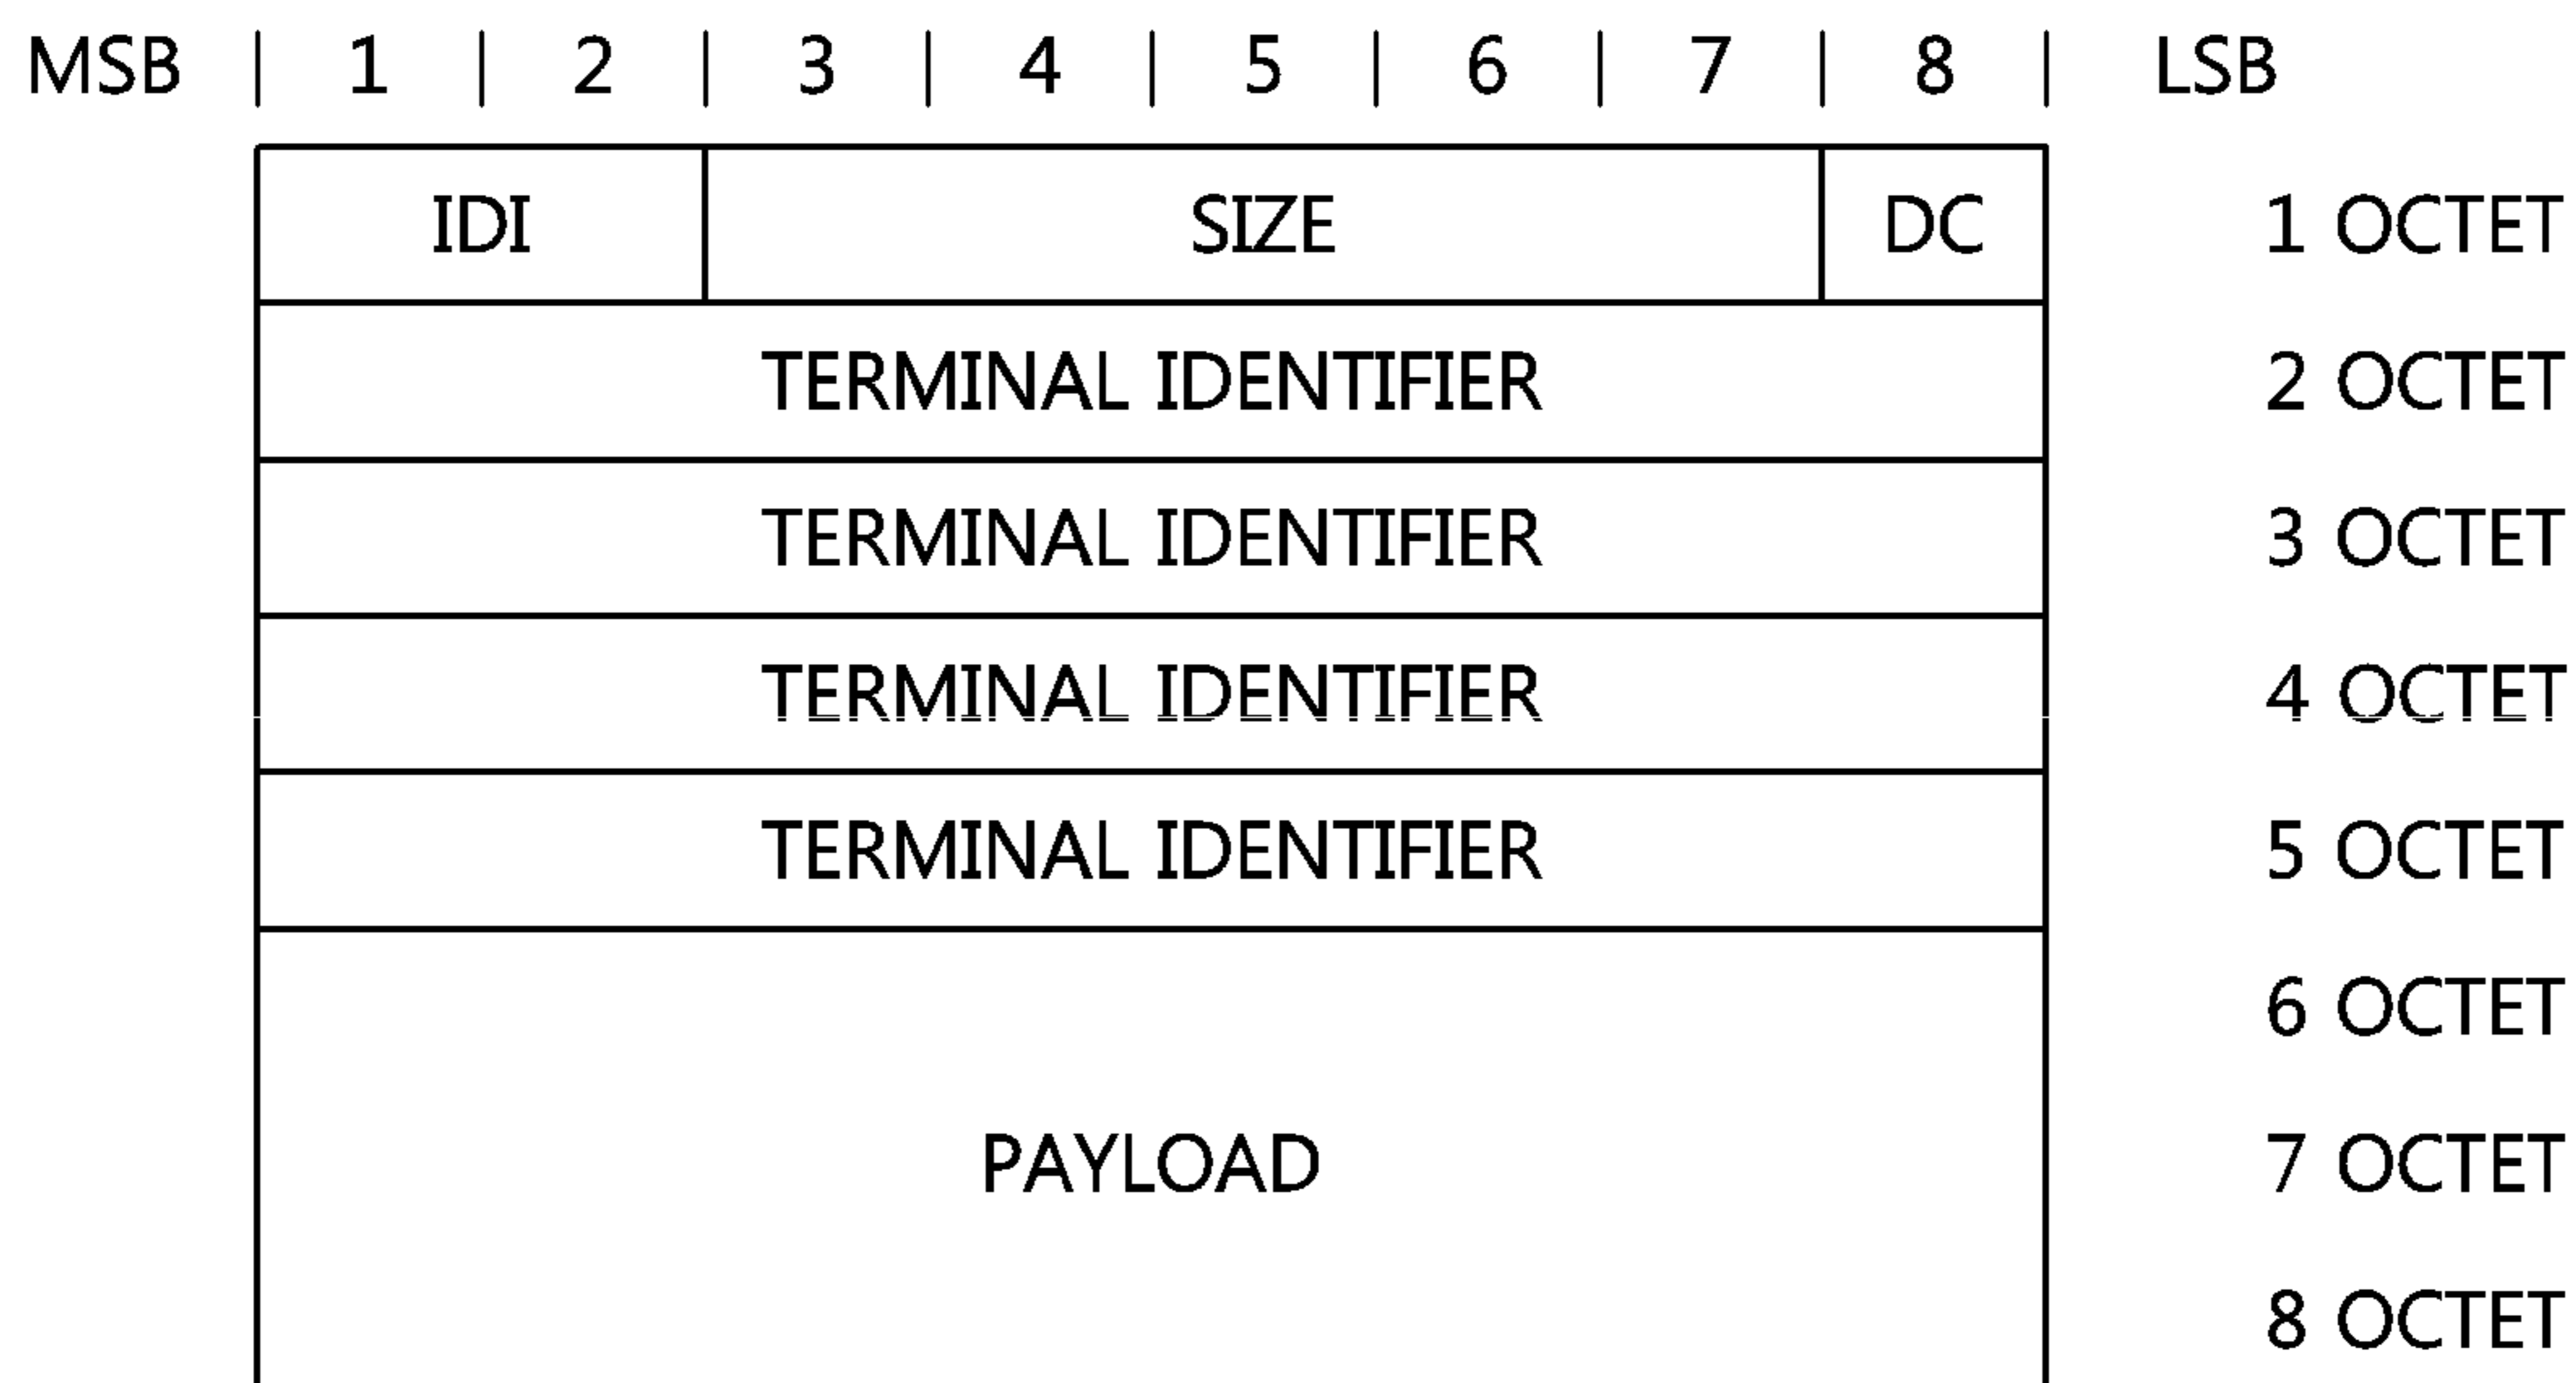 MSB | 1 | 2 | 3 | 4 | 5 | 6 | 7 | 8 | LSB
IDI SIZE DC 1 OCTET
TERMINAL IDENTIFIER 2 OCTET
TERMINAL IDENTIFIER 3 OCTET
TERMINAL IDENTIFIER 4 OCTET
TERMINAL IDENTIFIER 5 OCTET
6 OCTET
PAYLOAD 7 OCTET
8 OCTET